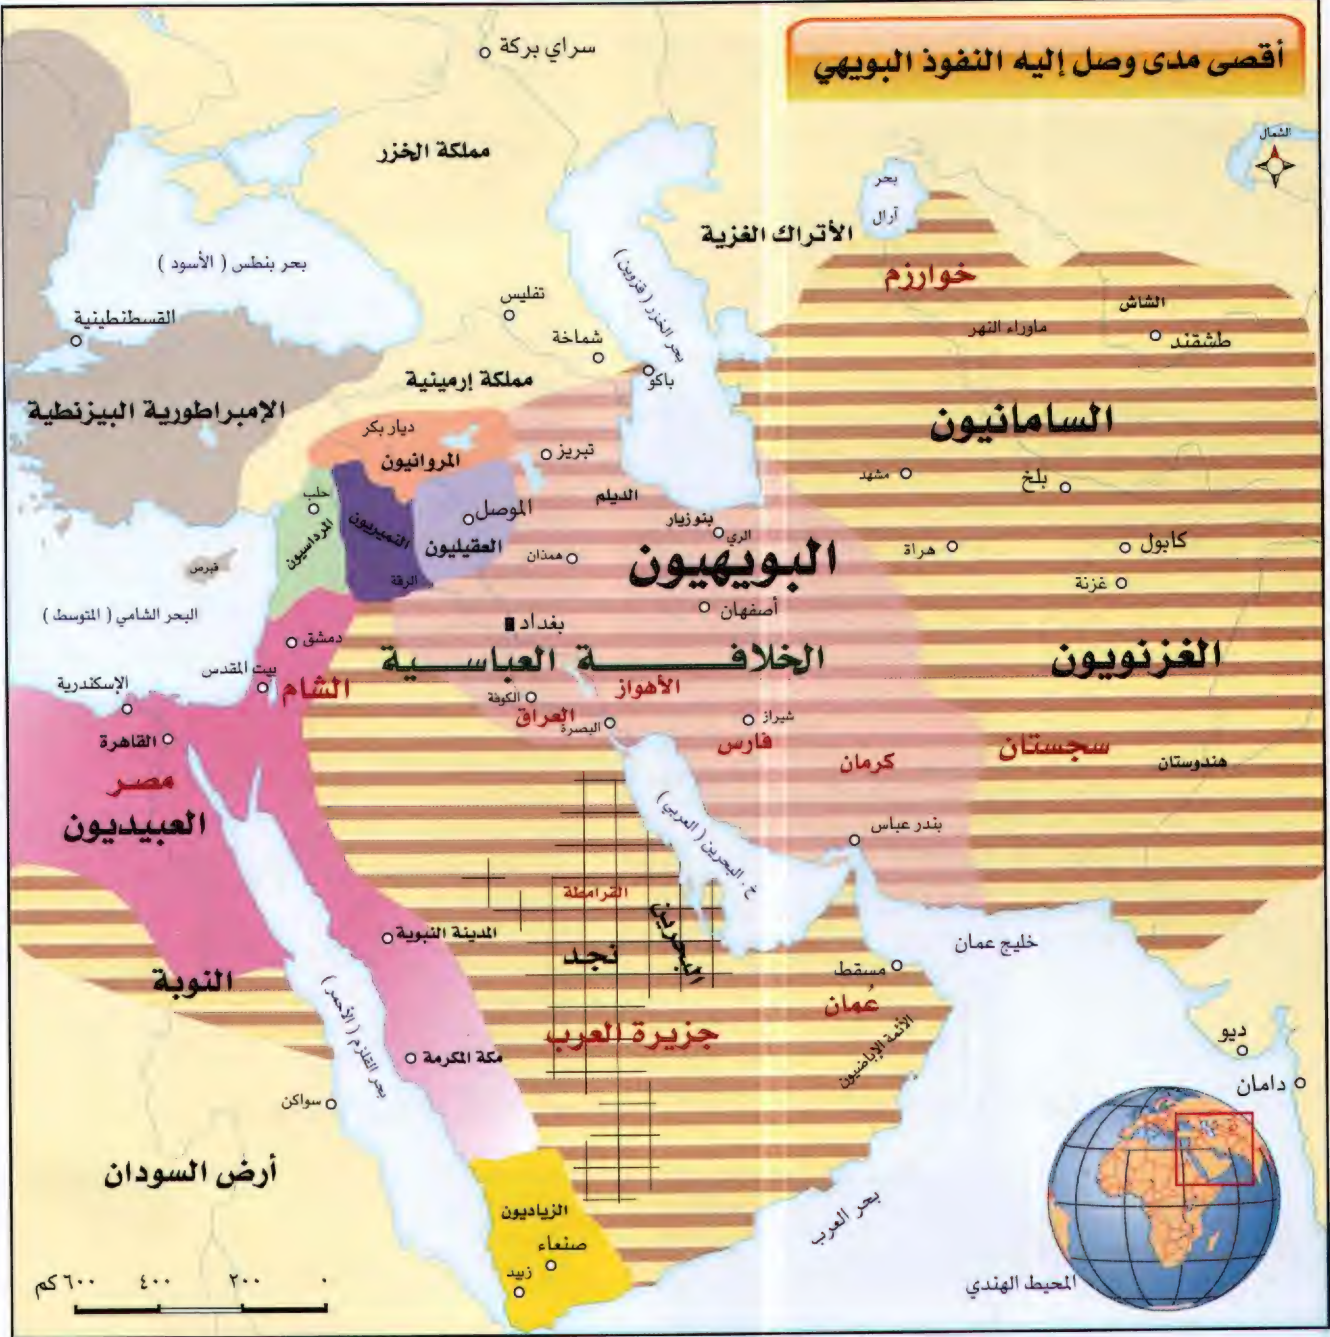 أقصى مدى وصل إليه النفوذ البويهي
الشمال
سراي بركة
مملكة الخزر
بحر
آرال
الأتراك الغزية
خوارزم
بحر بنطس ( الأسود )
بحر الخزر ( قزوين )
تفليس
الشاش
القسطنطينية
ماوراء النهر
طشقند
شماخة
باكو
مملكة إرمينية
الإمبراطورية البيزنطية
السامانيون
ديار بكر
المروانيون
تبريز
مشهد
بلخ
حلب
الديلم
الموصل
بنوزيار
الري
النميريون
المرداسيون
العقيليون
همذان
البويهيون
هراة
كابول
قبرس
الرقة
غزنة
أصفهان
البحر الشامي ( المتوسط )
بغداد
دمشق
الخلافـة العباسـية
الغزنويون
بيت المقدس
الشام
الإسكندرية
الكوفة
الأهواز
العراق
البصرة
شيراز
فارس
القاهرة
كرمان
سجستان
هندوستان
مصر
العبيديون
خ . البحرين ( العربي )
بندر عباس
القرامطة
البحرين
المدينة النبوية
نجد
خليج عمان
مسقط
النوبة
عُمان
بحر القلزم ( الأحمر )
جزيرة العرب
الأئمة الإباضيون
ديو
مكة المكرمة
دامان
سواكن
أرض السودان
الزياديون
صنعاء
زبيد
بحر العرب
المحيط الهندي
٠ ٢٠٠ ٤٠٠ ٦٠٠ كم